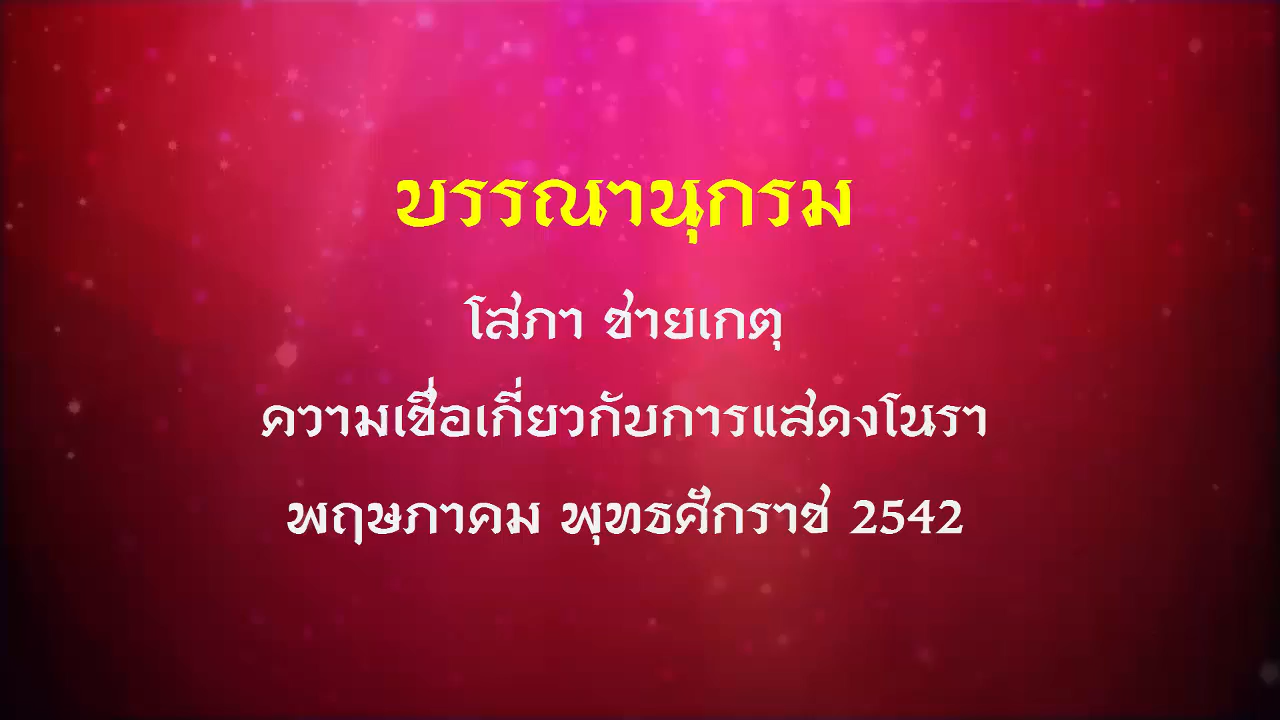 บรรณานุกรม
โสภา ชายเกตุ
ความเชื่อเกี่ยวกับการแสดงโนรา
พฤษภาคม พุทธศักราช 2542